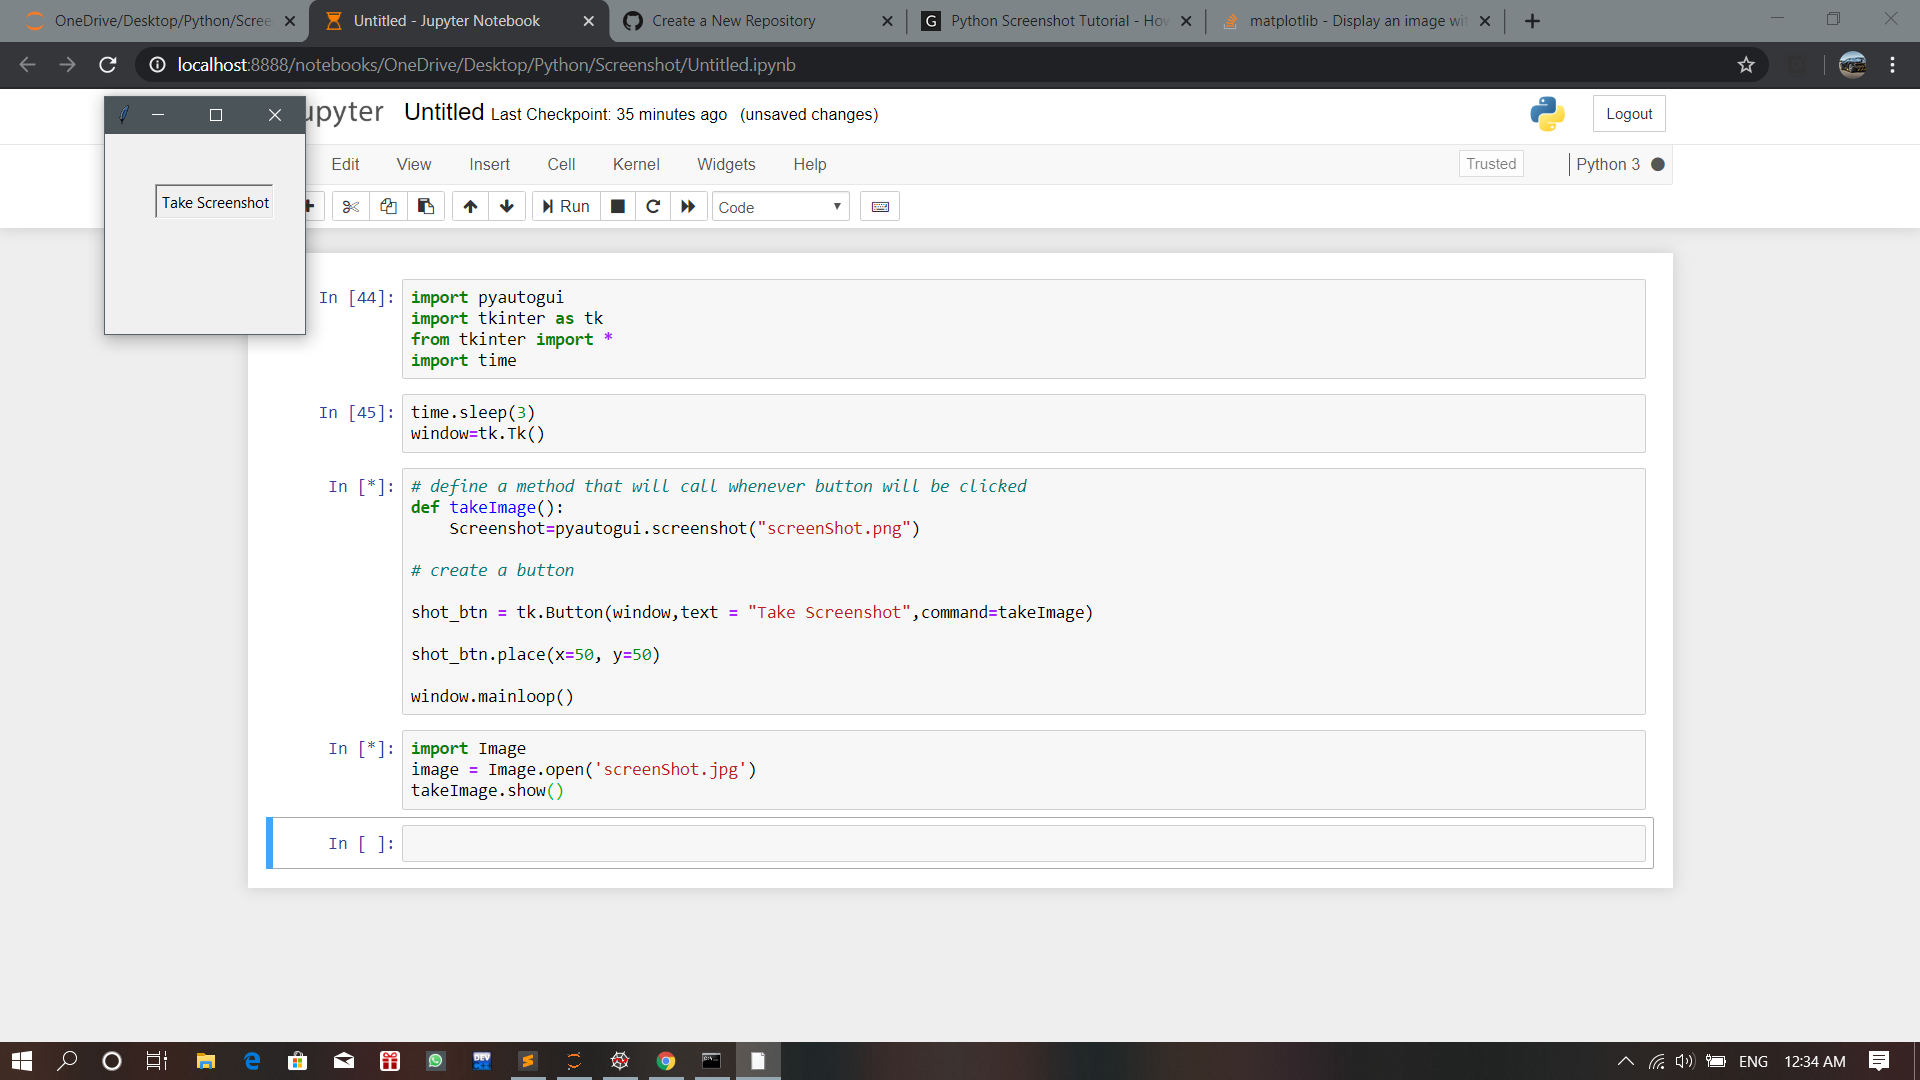 OneDrive/Desktop/Python/Scree
Untitled - Jupyter Notebook
Create a New Repository
Python Screenshot Tutorial - Hov
matplotlib - Display an image wit
localhost:8888/notebooks/OneDrive/Desktop/Python/Screenshot/Untitled.ipynb
upyter Untitled Last Checkpoint: 35 minutes ago (unsaved changes)
Logout
Edit View Insert Cell Kernel Widgets Help
Trusted
Python 3
Take Screenshot
Run
Code
In [44]:
import pyautogui
import tkinter as tk
from tkinter import *
import time
In [45]:
time.sleep(3)
window=tk.Tk()
In [*]:
# define a method that will call whenever button will be clicked
def takeImage():
    Screenshot=pyautogui.screenshot("screenShot.png")
# create a button
shot_btn = tk.Button(window,text = "Take Screenshot",command=takeImage)
shot_btn.place(x=50, y=50)
window.mainloop()
In [*]:
import Image
image = Image.open('screenShot.jpg')
takeImage.show()
In [ ]:
DEV
ENG
12:34 AM